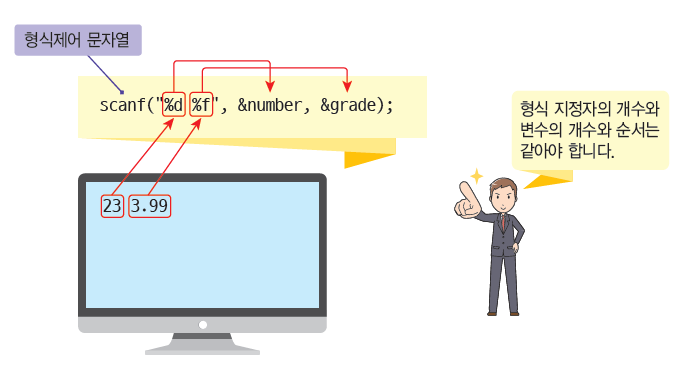 형식제어 문자열
scanf("%d %f", &number, &grade);
형식 지정자의 개수와
변수의 개수와 순서는
같아야 합니다.
23 3.99